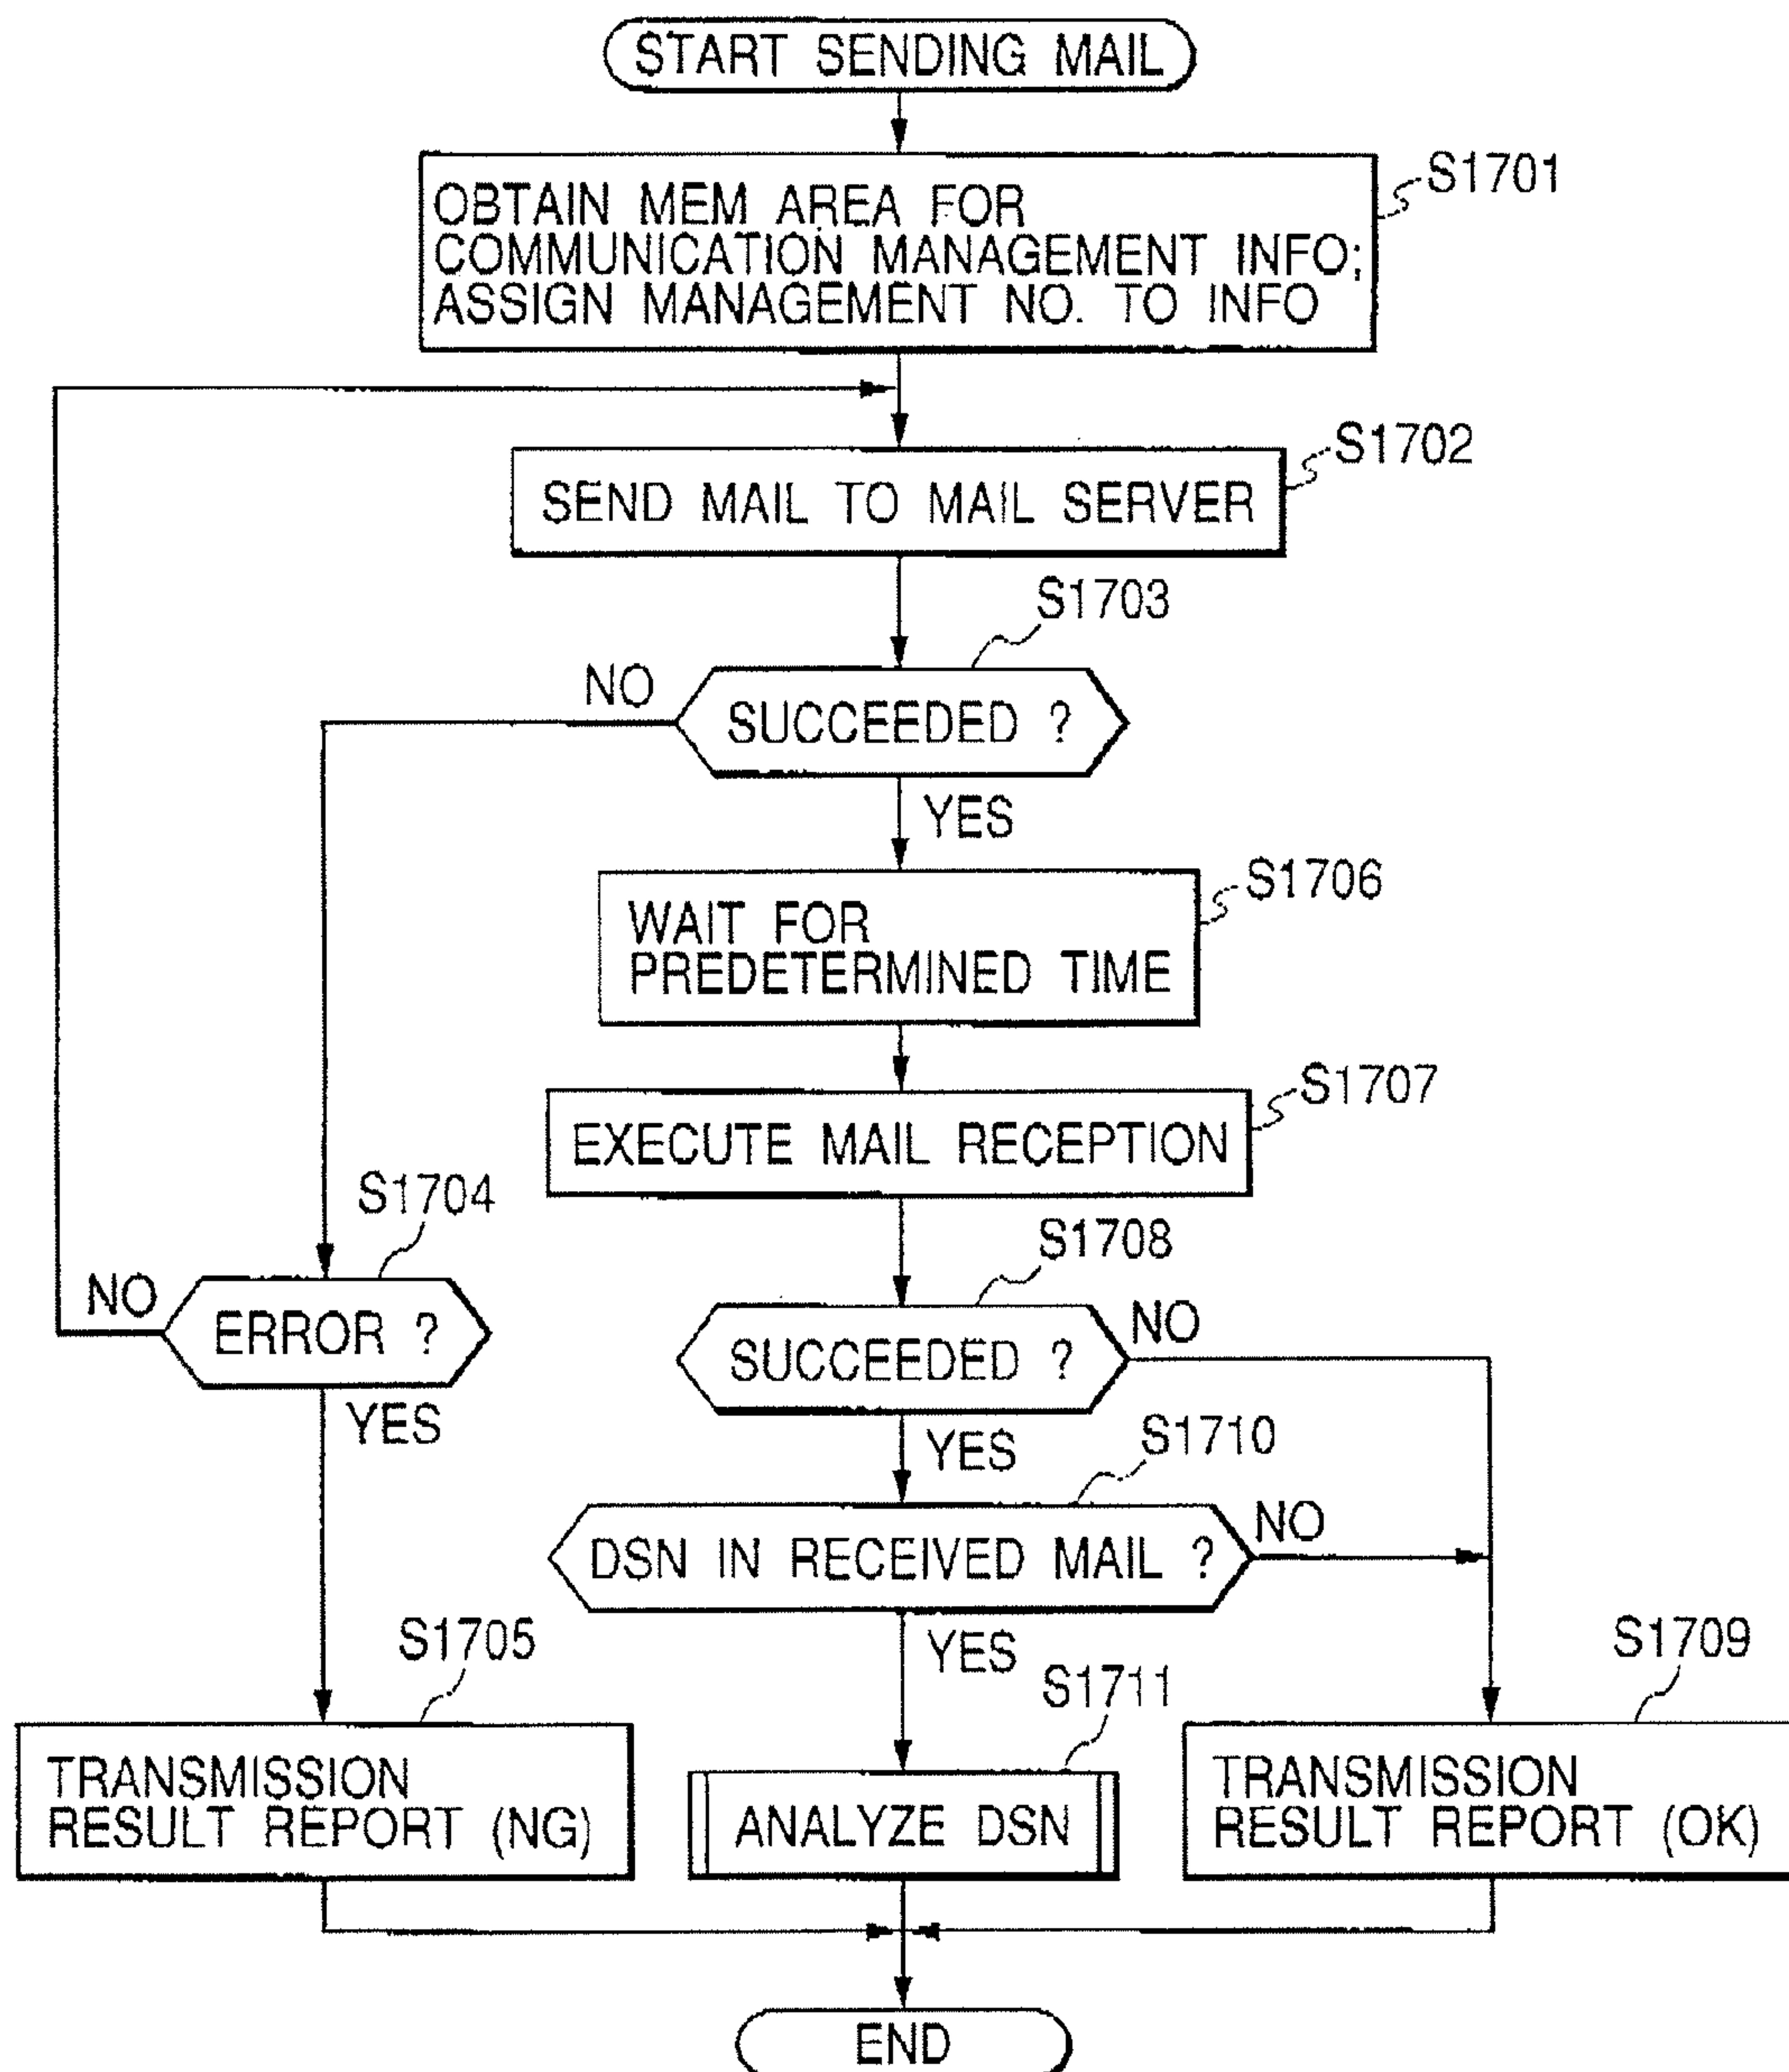 START SENDING MAIL
S1701
OBTAIN MEM AREA FOR
COMMUNICATION MANAGEMENT INFO;
ASSIGN MANAGEMENT NO. TO INFO
S1702
SEND MAIL TO MAIL SERVER
S1703
NO
SUCCEEDED ?
YES
S1706
WAIT FOR
PREDETERMINED TIME
S1707
EXECUTE MAIL RECEPTION
S1704
S1708
NO
ERROR ?
NO
SUCCEEDED ?
YES
YES
S1710
DSN IN RECEIVED MAIL ?
NO
YES
S1705
S1711
S1709
TRANSMISSION
RESULT REPORT (NG)
ANALYZE DSN
TRANSMISSION
RESULT REPORT (OK)
END